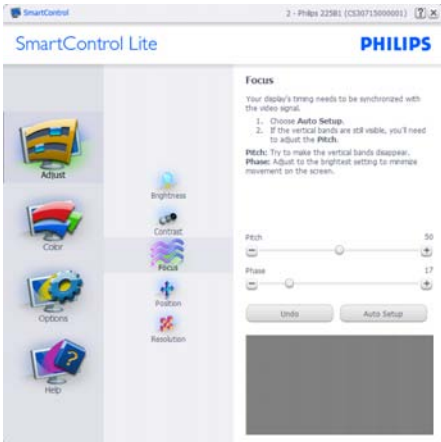 SmartControl
2 - Philips 225B1 (CS30715000001)
SmartControl Lite
PHILIPS
Adjust
Color
Options
Help
Brightness
Contrast
Focus
Position
Resolution
Focus
Your display's timing needs to be synchronized with
the video signal.
1. Choose Auto Setup.
2. If the vertical bands are still visible, you'll need
to adjust the Pitch.
Pitch: Try to make the vertical bands disappear.
Phase: Adjust to the brightest setting to minimize
movement on the screen.
Pitch 50
Phase 17
Undo
Auto Setup